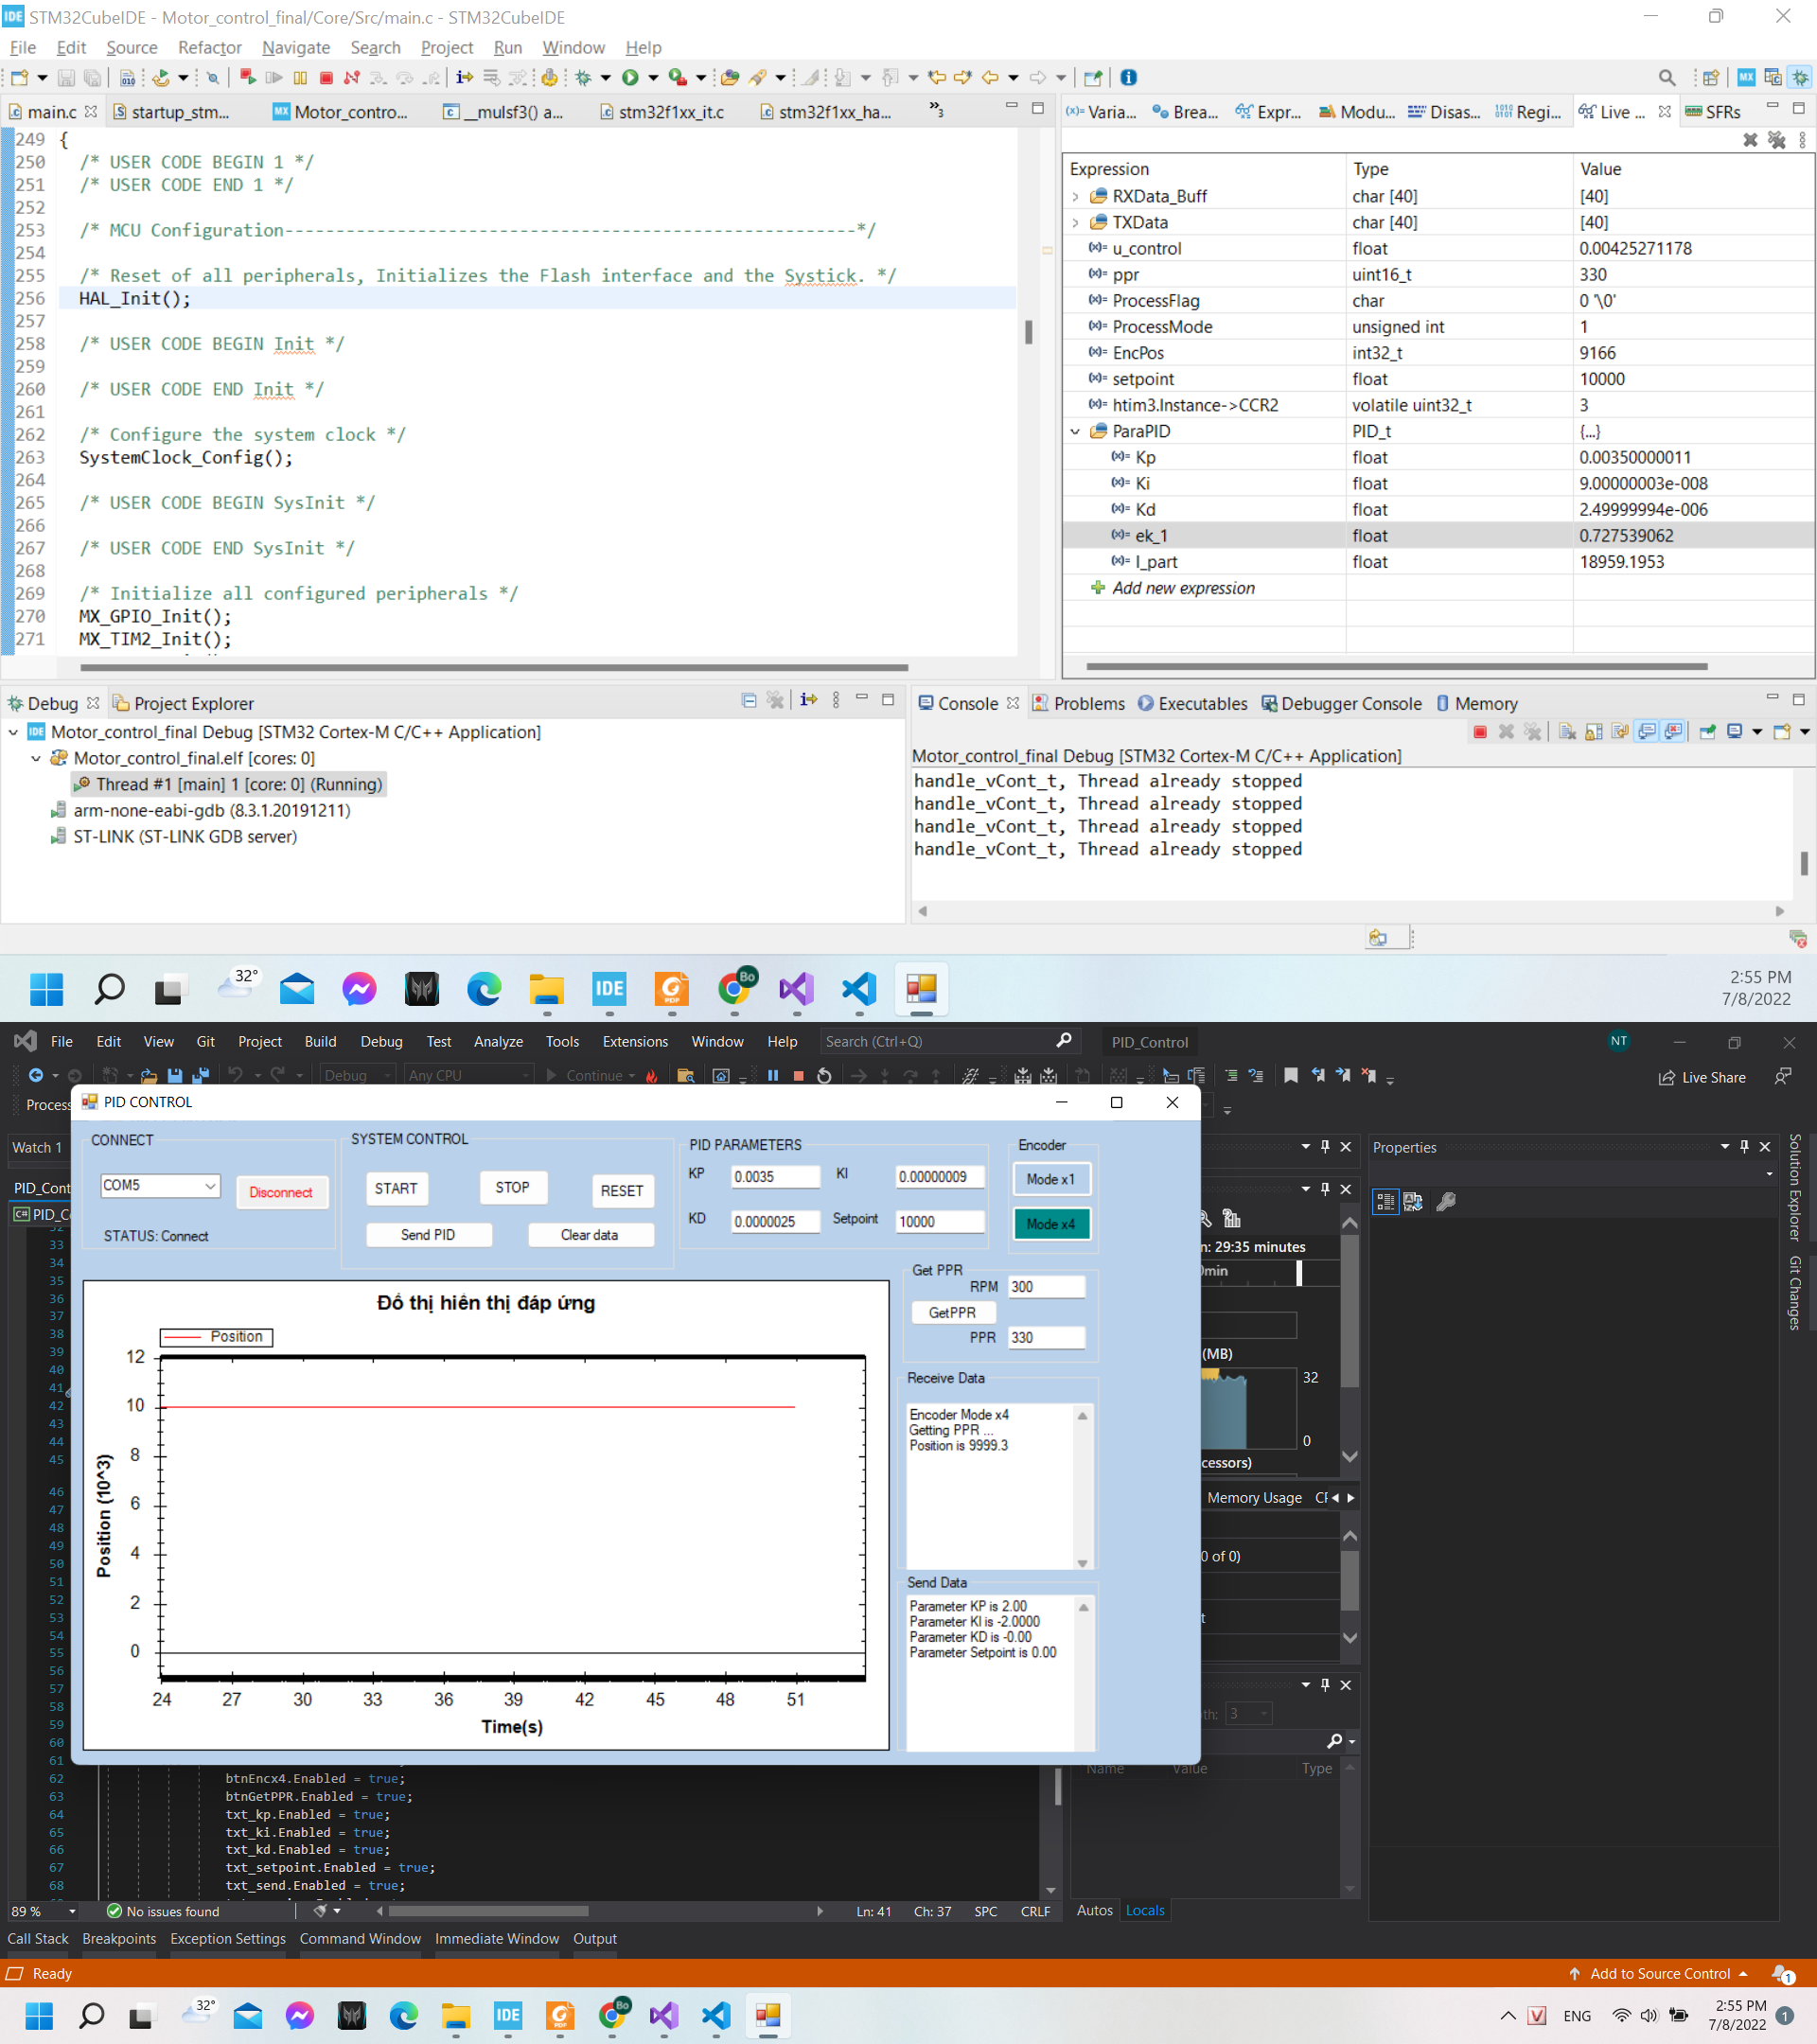 IDE STM32CubeIDE - Motor_control_final/Core/Src/main.c - STM32CubeIDE
File Edit Source Refactor Navigate Search Project Run Window Help
main.c startup_stm... MX Motor_contro... __mulsf3() a... stm32f1xx_it.c stm32f1xx_ha... »3
249 {
250 /* USER CODE BEGIN 1 */
251 /* USER CODE END 1 */
252
253 /* MCU Configuration--------------------------------------------------------*/
254
255 /* Reset of all peripherals, Initializes the Flash interface and the Systick. */
256 HAL_Init();
257
258 /* USER CODE BEGIN Init */
259
260 /* USER CODE END Init */
261
262 /* Configure the system clock */
263 SystemClock_Config();
264
265 /* USER CODE BEGIN SysInit */
266
267 /* USER CODE END SysInit */
268
269 /* Initialize all configured peripherals */
270 MX_GPIO_Init();
271 MX_TIM2_Init();
(x)= Varia... Brea... Expr... Modu... Disas... Regi... Live ... SFRs
Expression Type Value
RXData_Buff char [40] [40]
TXData char [40] [40]
(x)= u_control float 0.00425271178
(x)= ppr uint16_t 330
(x)= ProcessFlag char 0 '\0'
(x)= ProcessMode unsigned int 1
(x)= EncPos int32_t 9166
(x)= setpoint float 10000
(x)= htim3.Instance->CCR2 volatile uint32_t 3
ParaPID PID_t {...}
(x)= Kp float 0.00350000011
(x)= Ki float 9.00000003e-008
(x)= Kd float 2.49999994e-006
(x)= ek_1 float 0.727539062
(x)= I_part float 18959.1953
Add new expression
Debug Project Explorer
IDE Motor_control_final Debug [STM32 Cortex-M C/C++ Application]
Motor_control_final.elf [cores: 0]
Thread #1 [main] 1 [core: 0] (Running)
arm-none-eabi-gdb (8.3.1.20191211)
ST-LINK (ST-LINK GDB server)
Console Problems Executables Debugger Console Memory
Motor_control_final Debug [STM32 Cortex-M C/C++ Application]
handle_vCont_t, Thread already stopped
handle_vCont_t, Thread already stopped
handle_vCont_t, Thread already stopped
handle_vCont_t, Thread already stopped
32° IDE PDF Bo
2:55 PM
7/8/2022
File Edit View Git Project Build Debug Test Analyze Tools Extensions Window Help Search (Ctrl+Q) PID_Control NT
Debug Any CPU Continue Live Share
Process
PID CONTROL
Watch 1
PID_Cont
C# PID_C
CONNECT
COM5 Disconnect
STATUS: Connect
SYSTEM CONTROL
START STOP RESET
Send PID Clear data
PID PARAMETERS
KP 0.0035 KI 0.00000009
KD 0.0000025 Setpoint 10000
Encoder
Mode x1
Mode x4
Get PPR
RPM 300
GetPPR
PPR 330
Đồ thị hiển thị đáp ứng
Position
12
10
8
6
4
2
0
Position (10^3)
24 27 30 33 36 39 42 45 48 51
Time(s)
Receive Data
Encoder Mode x4
Getting PPR ...
Position is 9999.3
Send Data
Parameter KP is 2.00
Parameter KI is -2.0000
Parameter KD is -0.00
Parameter Setpoint is 0.00
32
33
34
35
36
37
38
39
40
41
42
43
44
45
46
47
48
49
50
51
52
53
54
55
56
57
58
59
60
61
62 btnEncx4.Enabled = true;
63 btnGetPPR.Enabled = true;
64 txt_kp.Enabled = true;
65 txt_ki.Enabled = true;
66 txt_kd.Enabled = true;
67 txt_setpoint.Enabled = true;
68 txt_send.Enabled = true;
n: 29:35 minutes
0min
(MB)
32
0
cessors)
Memory Usage
0 of 0)
t
th: 3
Name Value Type
Autos Locals
Properties
Solution Explorer
Git Changes
89 % No issues found Ln: 41 Ch: 37 SPC CRLF
Call Stack Breakpoints Exception Settings Command Window Immediate Window Output
Ready Add to Source Control 1
32° IDE PDF Bo
V ENG 2:55 PM
7/8/2022 1